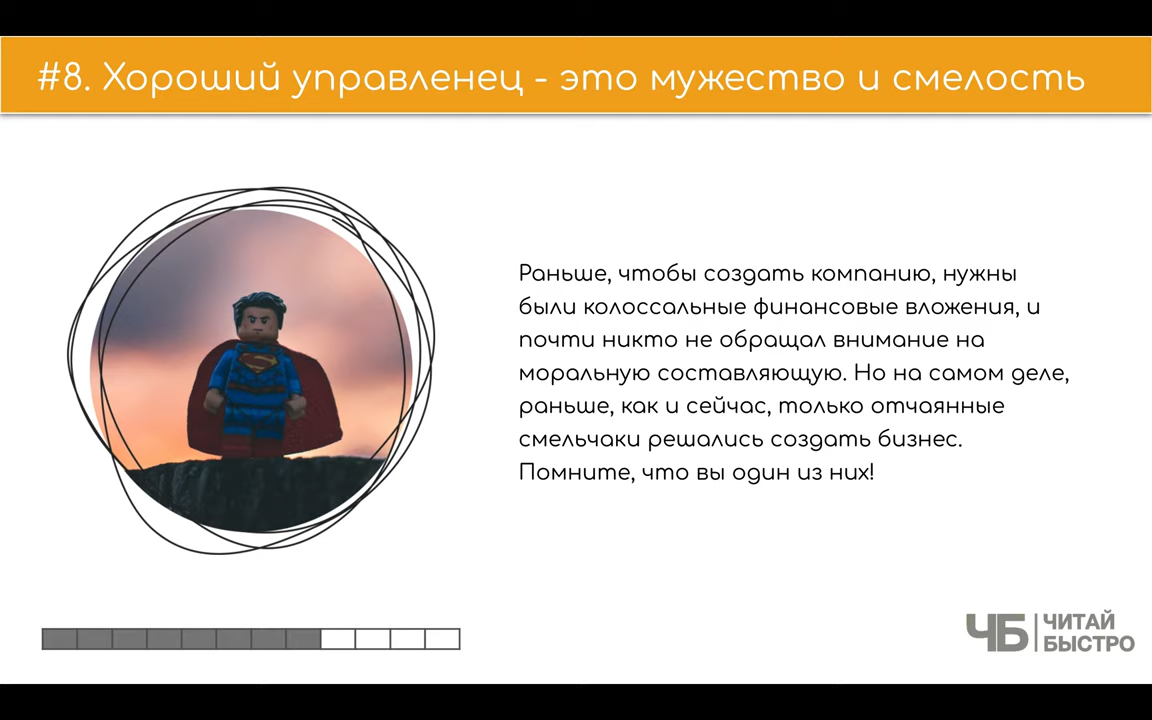 #8. Хороший управленец - это мужество и смелость
Раньше, чтобы создать компанию, нужны
были колоссальные финансовые вложения, и
почти никто не обращал внимание на
моральную составляющую. Но на самом деле,
раньше, как и сейчас, только отчаянные
смельчаки решались создать бизнес.
Помните, что вы один из них!
ЧБ ЧИТАЙ
БЫСТРО